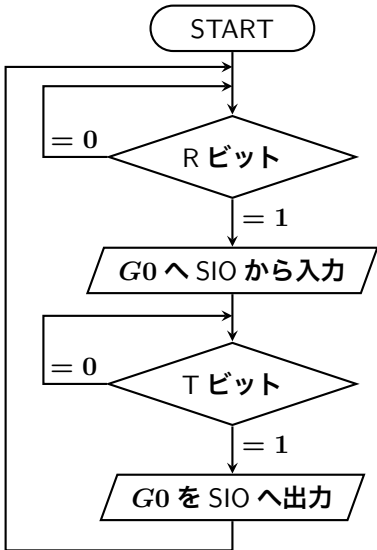 START
= 0
R ビット
= 1
G0 へ SIO から入力
= 0
T ビット
= 1
G0 を SIO へ出力